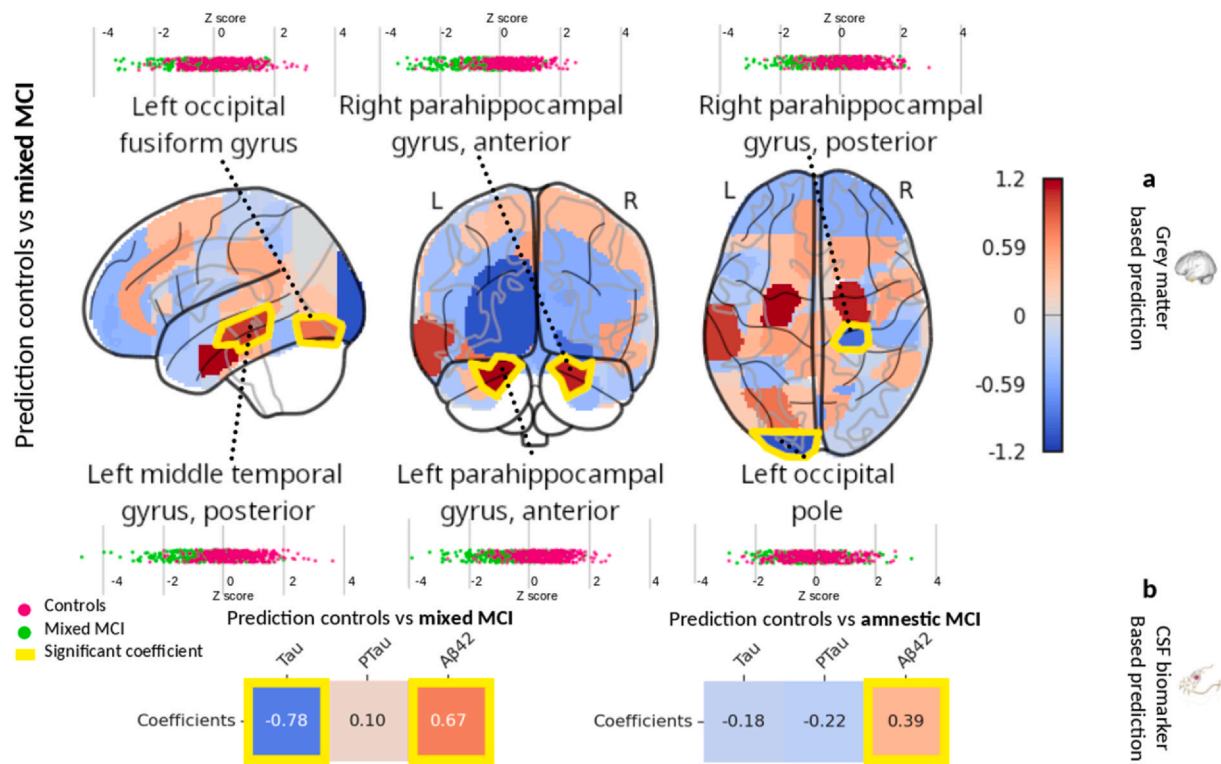 Z score
Z score
Z score
-4 -2 0 2 4
-4 -2 0 2 4
-4 -2 0 2 4
Prediction controls vs mixed MCI
Left occipital
fusiform gyrus
Right parahippocampal
gyrus, anterior
Right parahippocampal
gyrus, posterior
L
R
L
R
1.2
0.59
0
-0.59
-1.2
a
Grey matter
based prediction
Left middle temporal
gyrus, posterior
Left parahippocampal
gyrus, anterior
Left occipital
pole
-4 -2 0 2 4
-4 -2 0 2 4
-4 -2 0 2 4
Z score
Z score
Z score
Controls
Mixed MCI
Significant coefficient
Prediction controls vs mixed MCI
Tau PTau Aβ42
Coefficients
-0.78 0.10 0.67
Prediction controls vs amnestic MCI
Tau PTau Aβ42
Coefficients
-0.18 -0.22 0.39
b
CSF biomarker
Based prediction